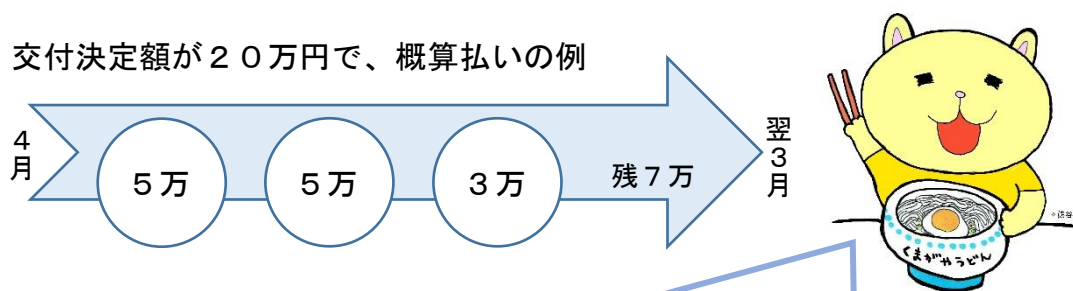 交付決定額が２０万円で、概算払いの例
４月
５万
５万
３万
残７万
翌３月
くまがやうどん